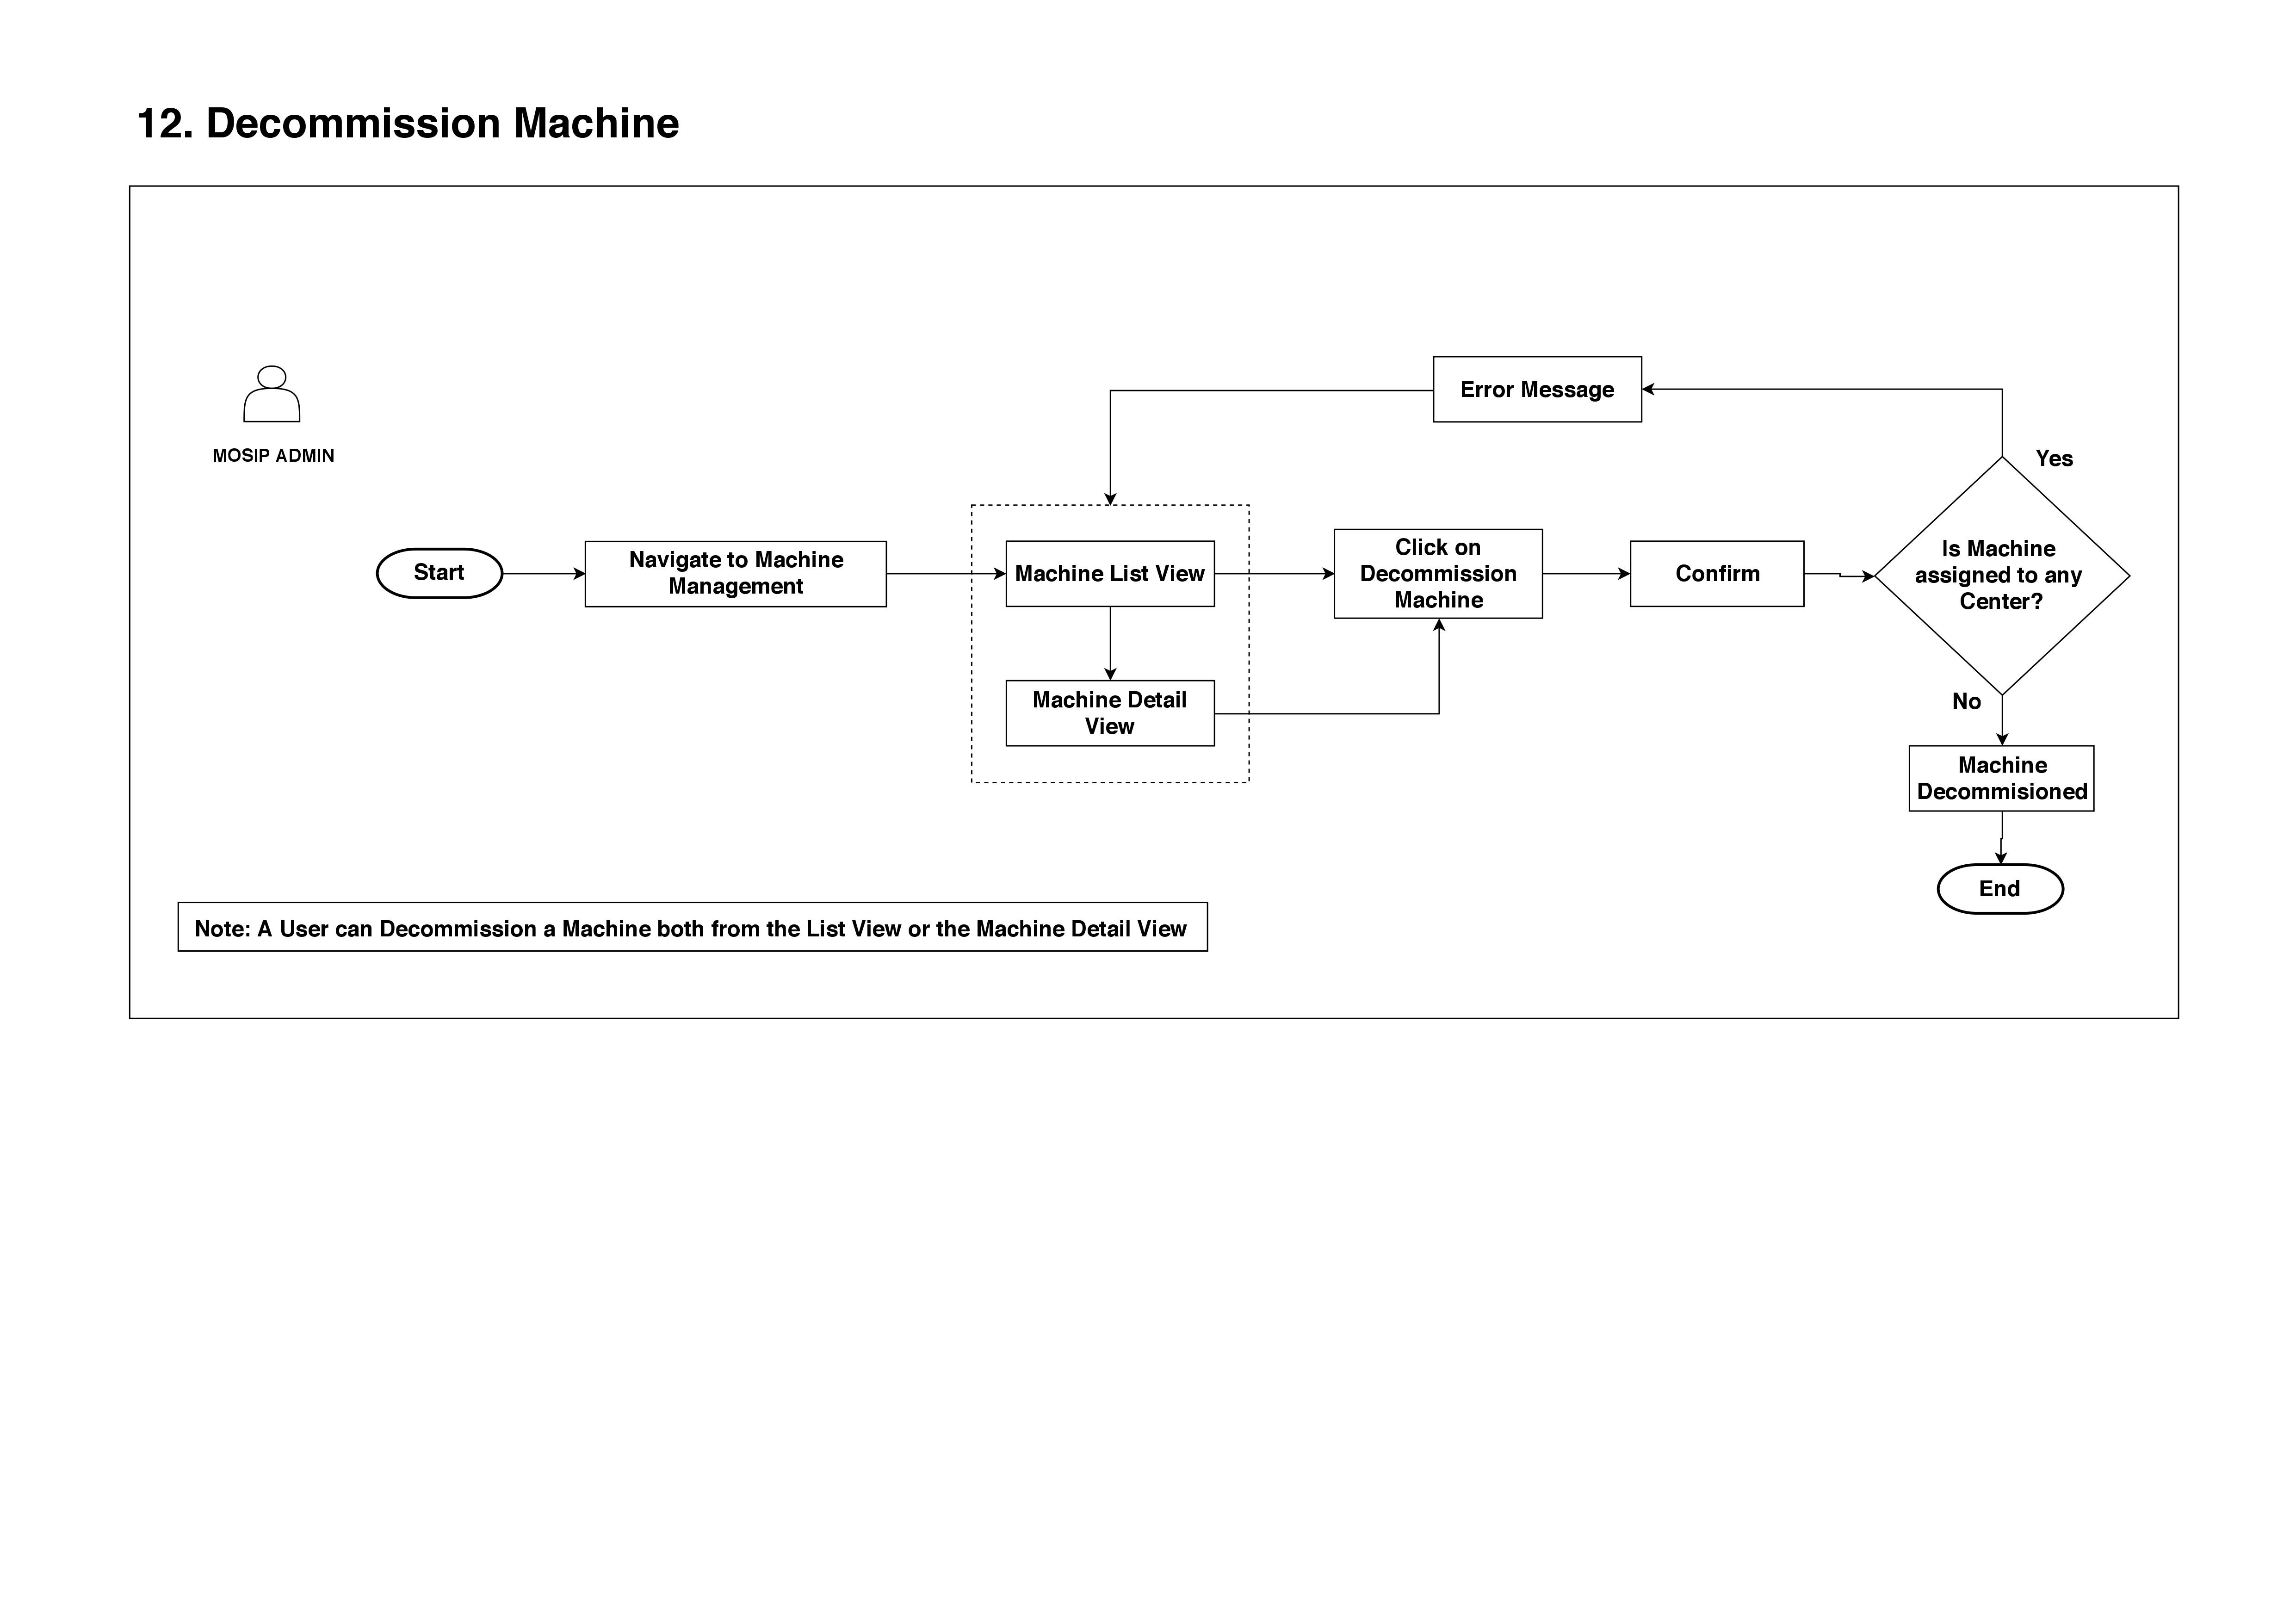 12. Decommission Machine
MOSIP ADMIN
Error Message
Yes
Start
Navigate to Machine
Management
Machine List View
Click on
Decommission
Machine
Confirm
Is Machine
assigned to any
Center?
Machine Detail
View
No
Machine
Decommisioned
End
Note: A User can Decommission a Machine both from the List View or the Machine Detail View